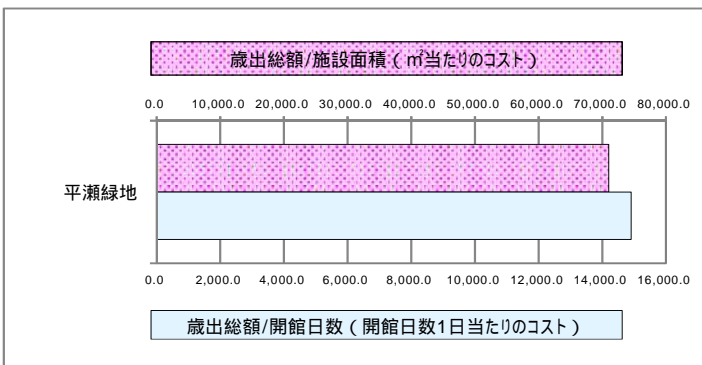 歳出総額/施設面積（㎡当たりのコスト）
0.0 10,000.0 20,000.0 30,000.0 40,000.0 50,000.0 60,000.0 70,000.0 80,000.0
平瀬緑地
0.0 2,000.0 4,000.0 6,000.0 8,000.0 10,000.0 12,000.0 14,000.0 16,000.0
歳出総額/開館日数（開館日数1日当たりのコスト）